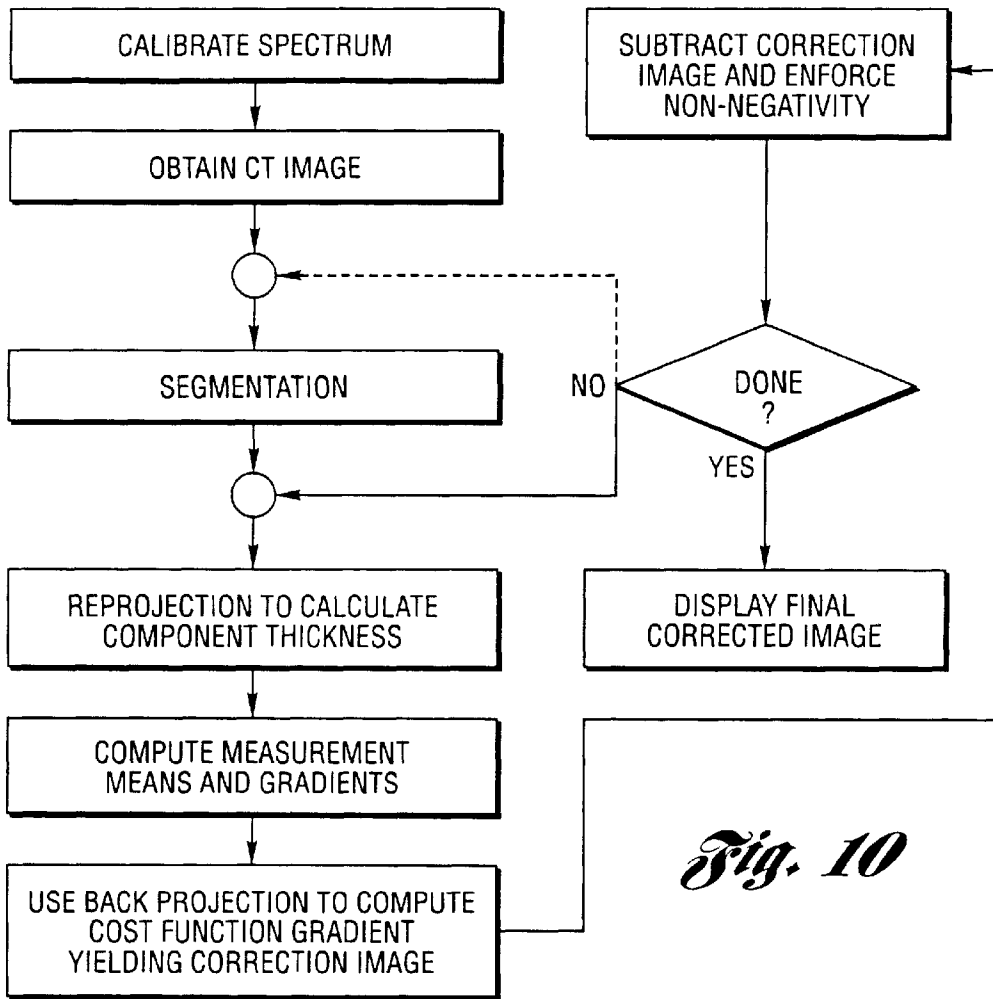 CALIBRATE SPECTRUM
OBTAIN CT IMAGE
SEGMENTATION
REPROJECTION TO CALCULATE
COMPONENT THICKNESS
COMPUTE MEASUREMENT
MEANS AND GRADIENTS
USE BACK PROJECTION TO COMPUTE
COST FUNCTION GRADIENT
YIELDING CORRECTION IMAGE
SUBTRACT CORRECTION
IMAGE AND ENFORCE
NON-NEGATIVITY
DONE
?
NO
YES
DISPLAY FINAL
CORRECTED IMAGE
Fig. 10